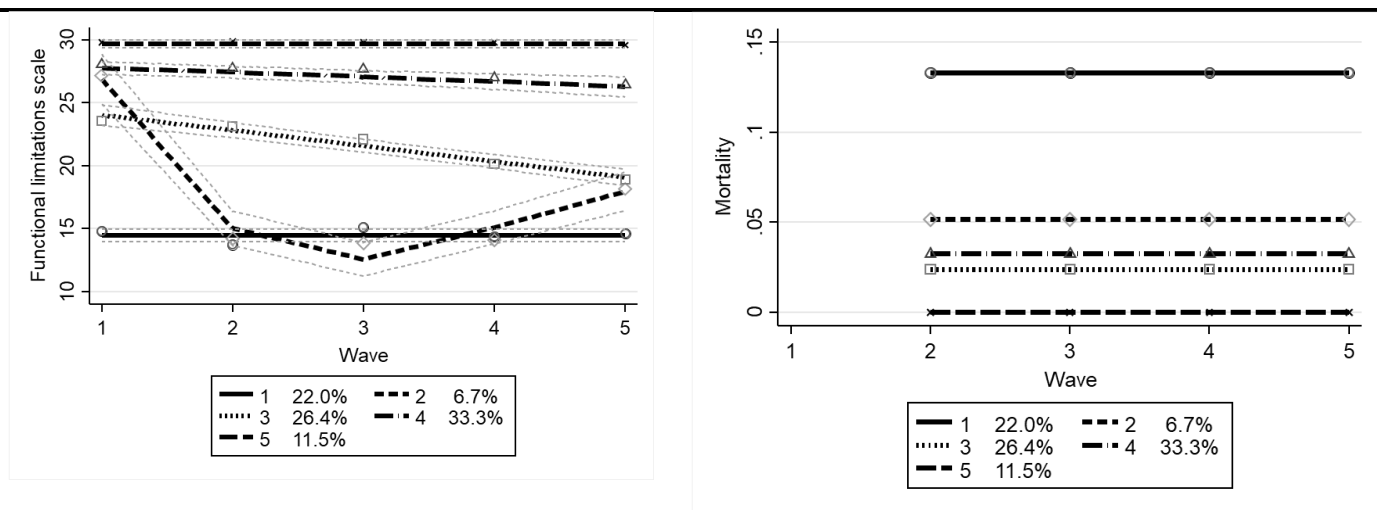 Functional limitations scale
30
25
20
15
10
1 2 3 4 5
Wave
1 22.0% 2 6.7%
3 26.4% 4 33.3%
5 11.5%
Mortality
.15
.1
.05
0
1 2 3 4 5
Wave
1 22.0% 2 6.7%
3 26.4% 4 33.3%
5 11.5%